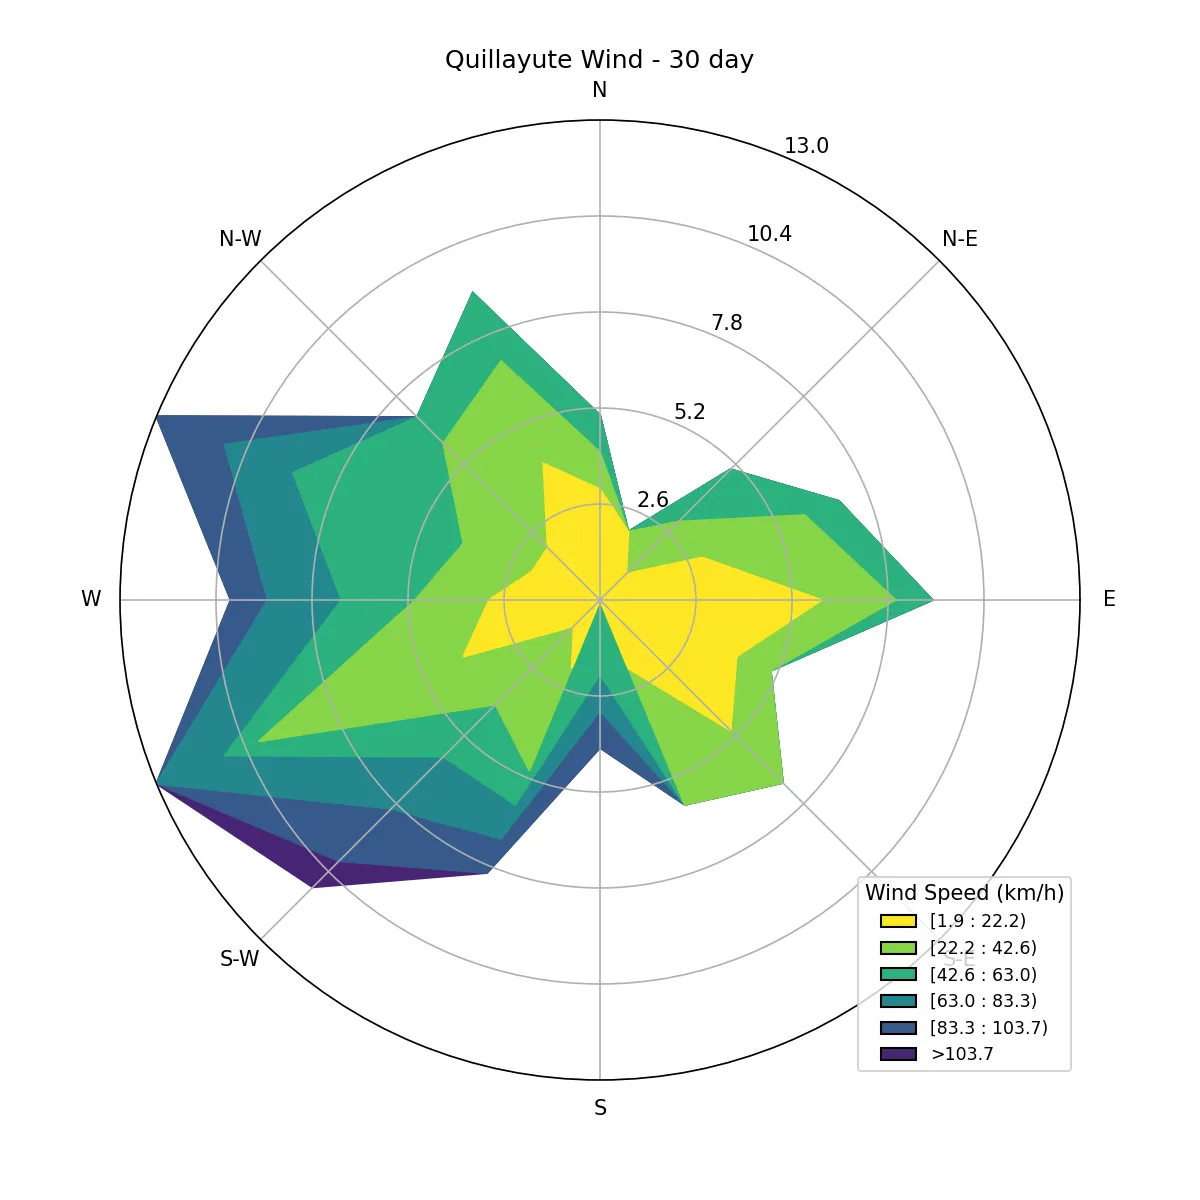 Quillayute Wind - 30 day
N
13.0
N-W
10.4
N-E
7.8
5.2
2.6
W
E
Wind Speed (km/h)
[1.9 : 22.2)
[22.2 : 42.6)
S-W
S-E
[42.6 : 63.0)
[63.0 : 83.3)
[83.3 : 103.7)
>103.7
S